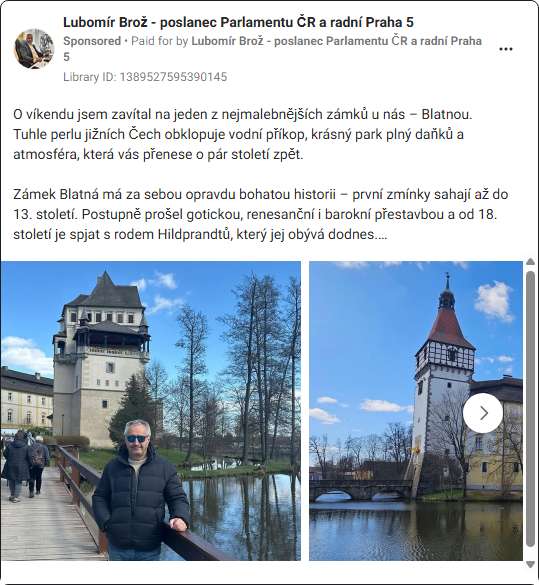 Lubomír Brož - poslanec Parlamentu ČR a radní Praha 5
Sponsored • Paid for by Lubomír Brož - poslanec Parlamentu ČR a radní Praha
5
Library ID: 1389527595390145
O víkendu jsem zavítal na jeden z nejmalebnějších zámků u nás – Blatnou.
Tuhle perlu jižních Čech obklopuje vodní příkop, krásný park plný daňků a
atmosféra, která vás přenese o pár století zpět.
Zámek Blatná má za sebou opravdu bohatou historii – první zmínky sahají až do
13. století. Postupně prošel gotickou, renesanční i barokní přestavbou a od 18.
století je spjat s rodem Hildprandtů, který jej obývá dodnes....